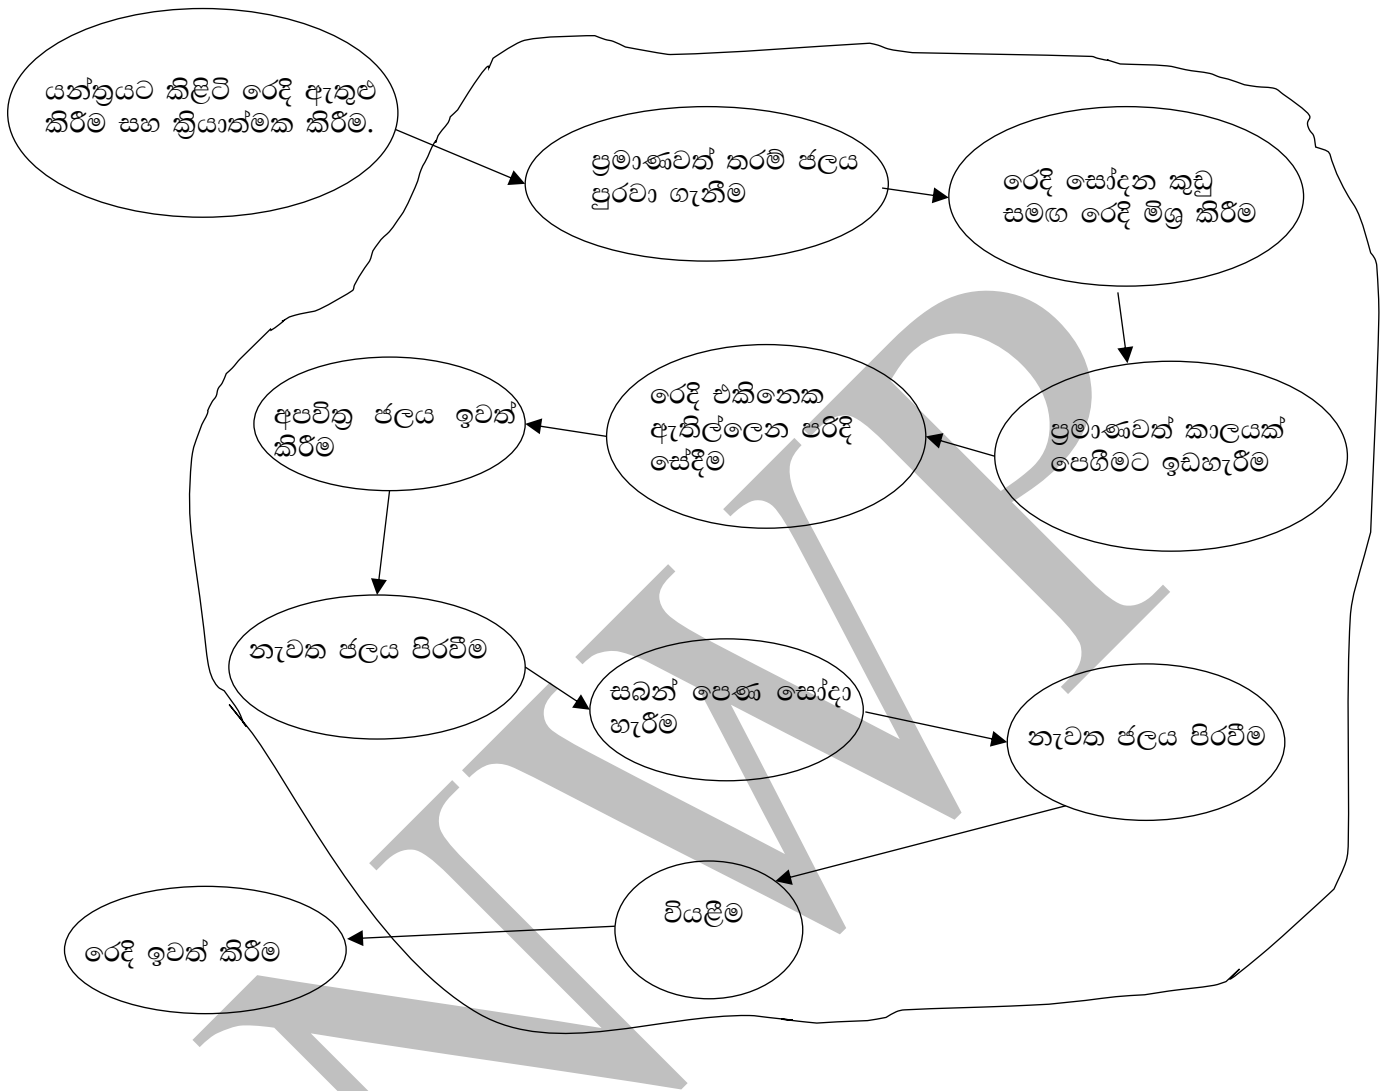 යන්ත්‍රයට කිළිටි රෙදි ඇතුළු
කිරීම සහ ක්‍රියාත්මක කිරීම.
ප්‍රමාණවත් තරම් ජලය
පුරවා ගැනීම
රෙදි සෝදන කුඩු
සමඟ රෙදි මිශ්‍ර කිරීම
ප්‍රමාණවත් කාලයක්
පෙගීමට ඉඩහැරීම
රෙදි එකිනෙක
ඇතිල්ලෙන පරිදි
සේදීම
අපවිත්‍ර ජලය ඉවත්
කිරීම
නැවත ජලය පිරවීම
සබන් පෙණ සෝදා
හැරීම
නැවත ජලය පිරවීම
වියළීම
රෙදි ඉවත් කිරීම
NWP